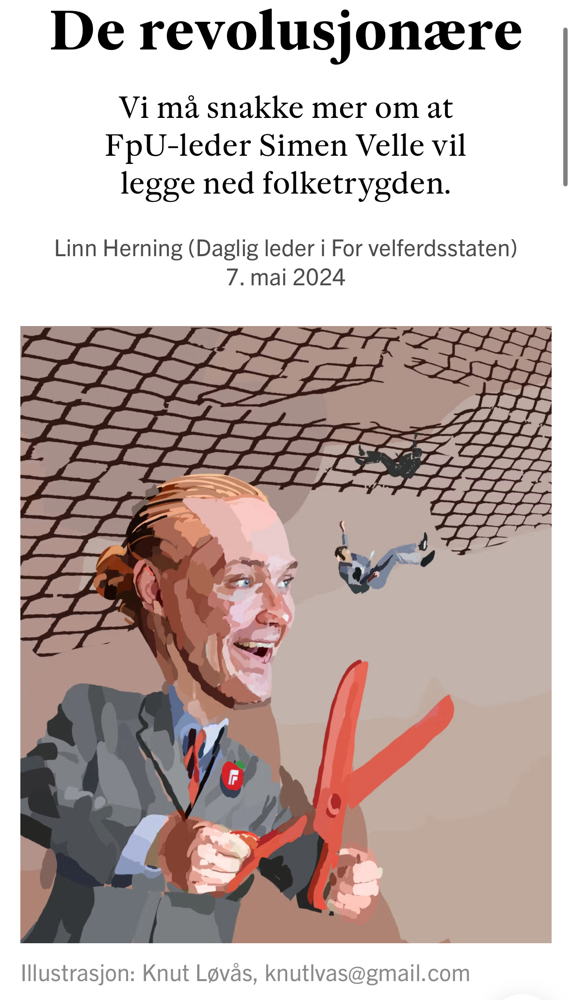 De revolusjonære
Vi må snakke mer om at
FpU-leder Simen Velle vil
legge ned folketrygden.
Linn Herning (Daglig leder i For velferdsstaten)
7. mai 2024
Illustrasjon: Knut Løvås, knutlvas@gmail.com